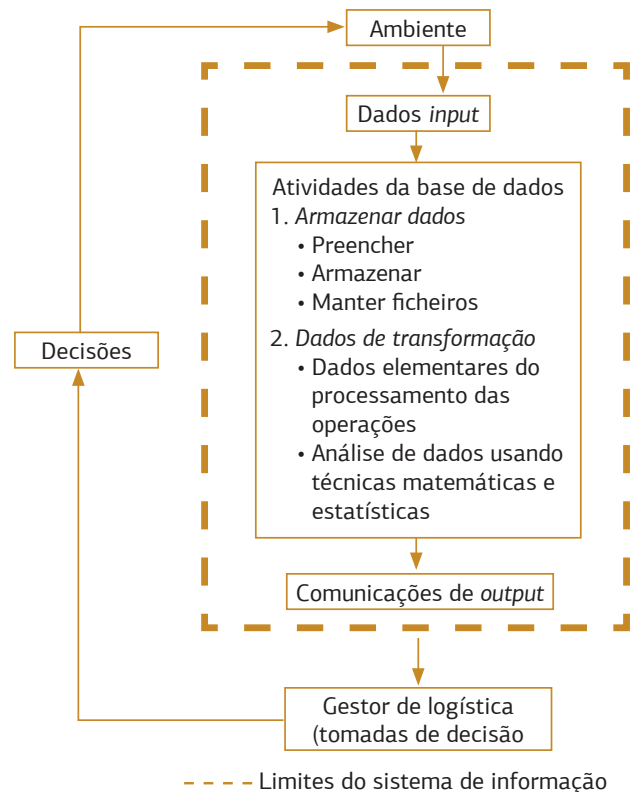 Ambiente
Dados input
Atividades da base de dados
1. Armazenar dados
• Preencher
• Armazenar
• Manter ficheiros
2. Dados de transformação
• Dados elementares do
processamento das
operações
• Análise de dados usando
técnicas matemáticas e
estatísticas
Comunicações de output
Gestor de logística
(tomadas de decisão
Decisões
Limites do sistema de informação